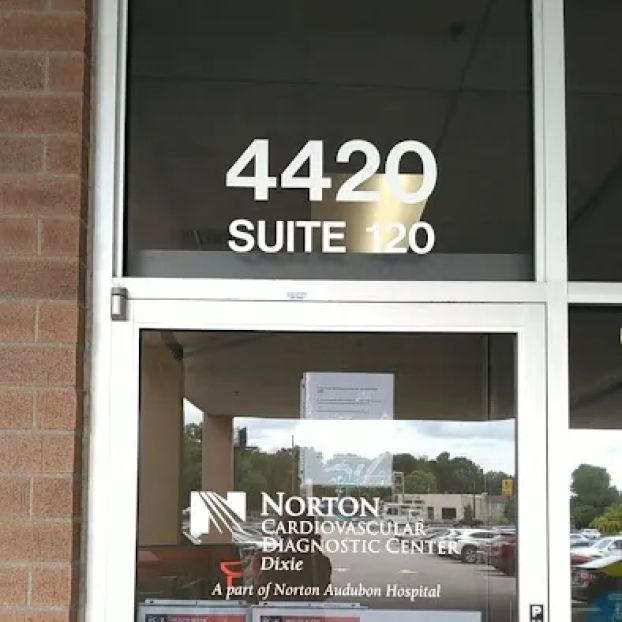 4420
SUITE 120
NORTON
CARDIOVASCULAR
DIAGNOSTIC CENTER
Dixie
A part of Norton Audubon Hospital